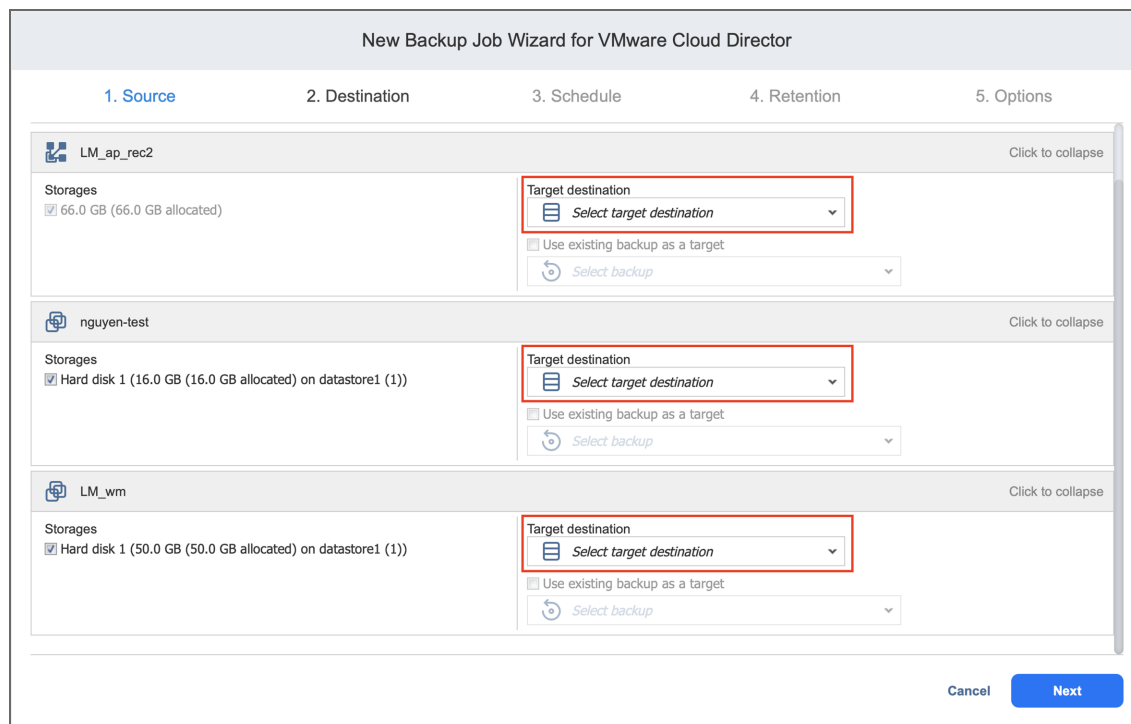 New Backup Job Wizard for VMware Cloud Director
1. Source 2. Destination 3. Schedule 4. Retention 5. Options
LM_ap_rec2 Click to collapse
Storages
66.0 GB (66.0 GB allocated)
Target destination
Select target destination
Use existing backup as a target
Select backup
nguyen-test Click to collapse
Storages
Hard disk 1 (16.0 GB (16.0 GB allocated) on datastore1 (1))
Target destination
Select target destination
Use existing backup as a target
Select backup
LM_wm Click to collapse
Storages
Hard disk 1 (50.0 GB (50.0 GB allocated) on datastore1 (1))
Target destination
Select target destination
Use existing backup as a target
Select backup
Cancel Next